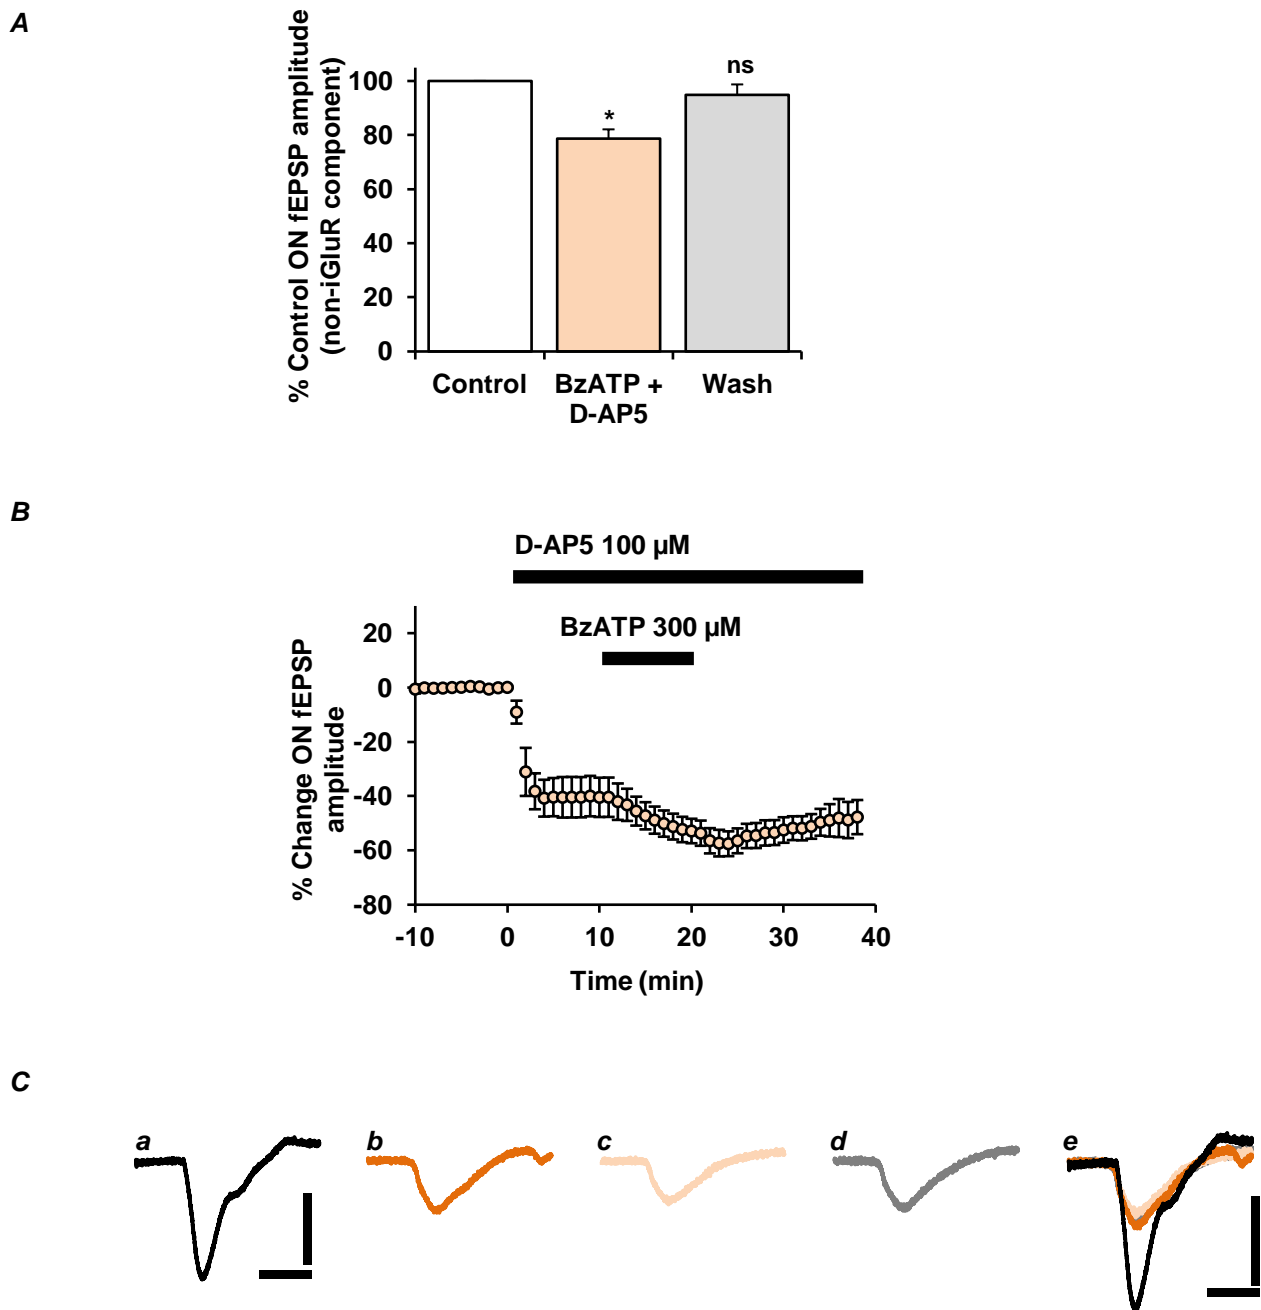 A
% Control ON fEPSP amplitude
(non-iGluR component)
100
80
60
40
20
0
*
ns
Control
BzATP +
D-AP5
Wash
B
D-AP5 100 µM
BzATP 300 µM
% Change ON fEPSP
amplitude
20
0
-20
-40
-60
-80
-10
0
10
20
30
40
Time (min)
C
a
b
c
d
e